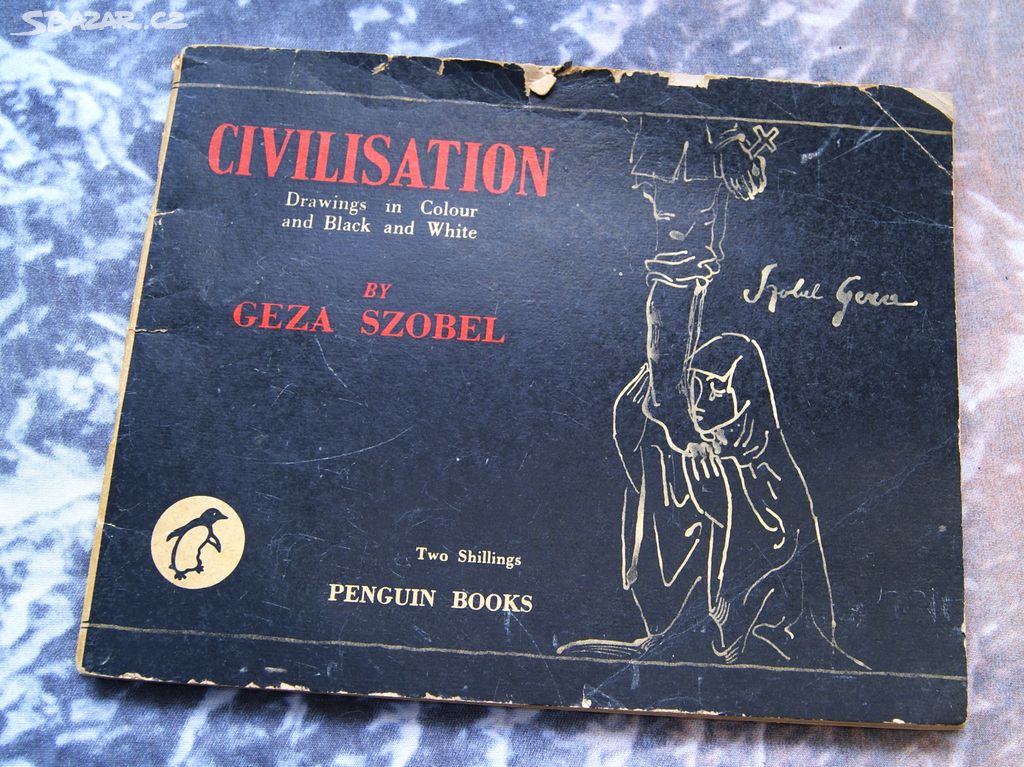 SBAZAR.CZ
CIVILISATION
Drawings in Colour
and Black and White
BY
GEZA SZOBEL
Szobel Geza
Two Shillings
PENGUIN BOOKS